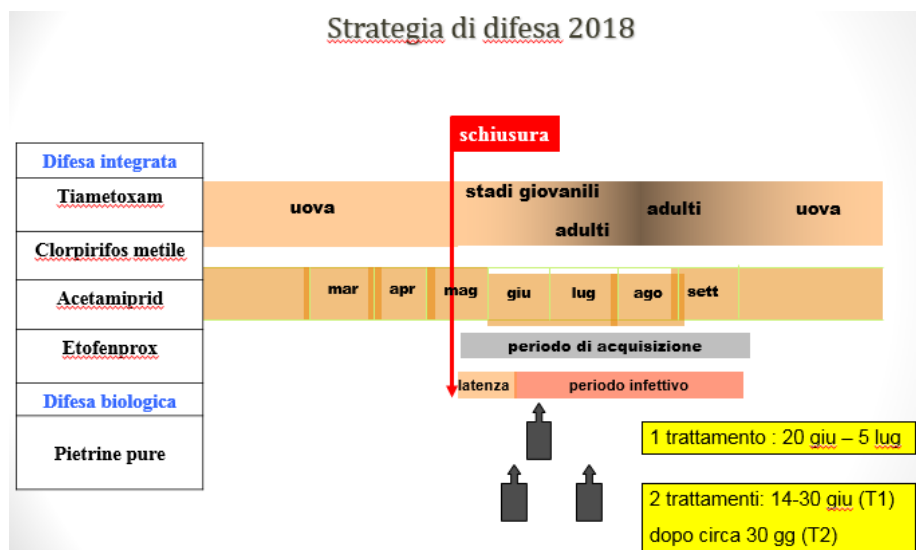 Strategia di difesa 2018
schiusura
Difesa integrata
Tiametoxam
Clorpirifos metile
Acetamiprid
Etofenprox
Difesa biologica
Pietrine pure
uova
stadi giovanili
adulti
adulti
uova
mar apr mag giu lug ago sett
periodo di acquisizione
latenza periodo infettivo
1 trattamento : 20 giu – 5 lug
2 trattamenti: 14-30 giu (T1)
dopo circa 30 gg (T2)